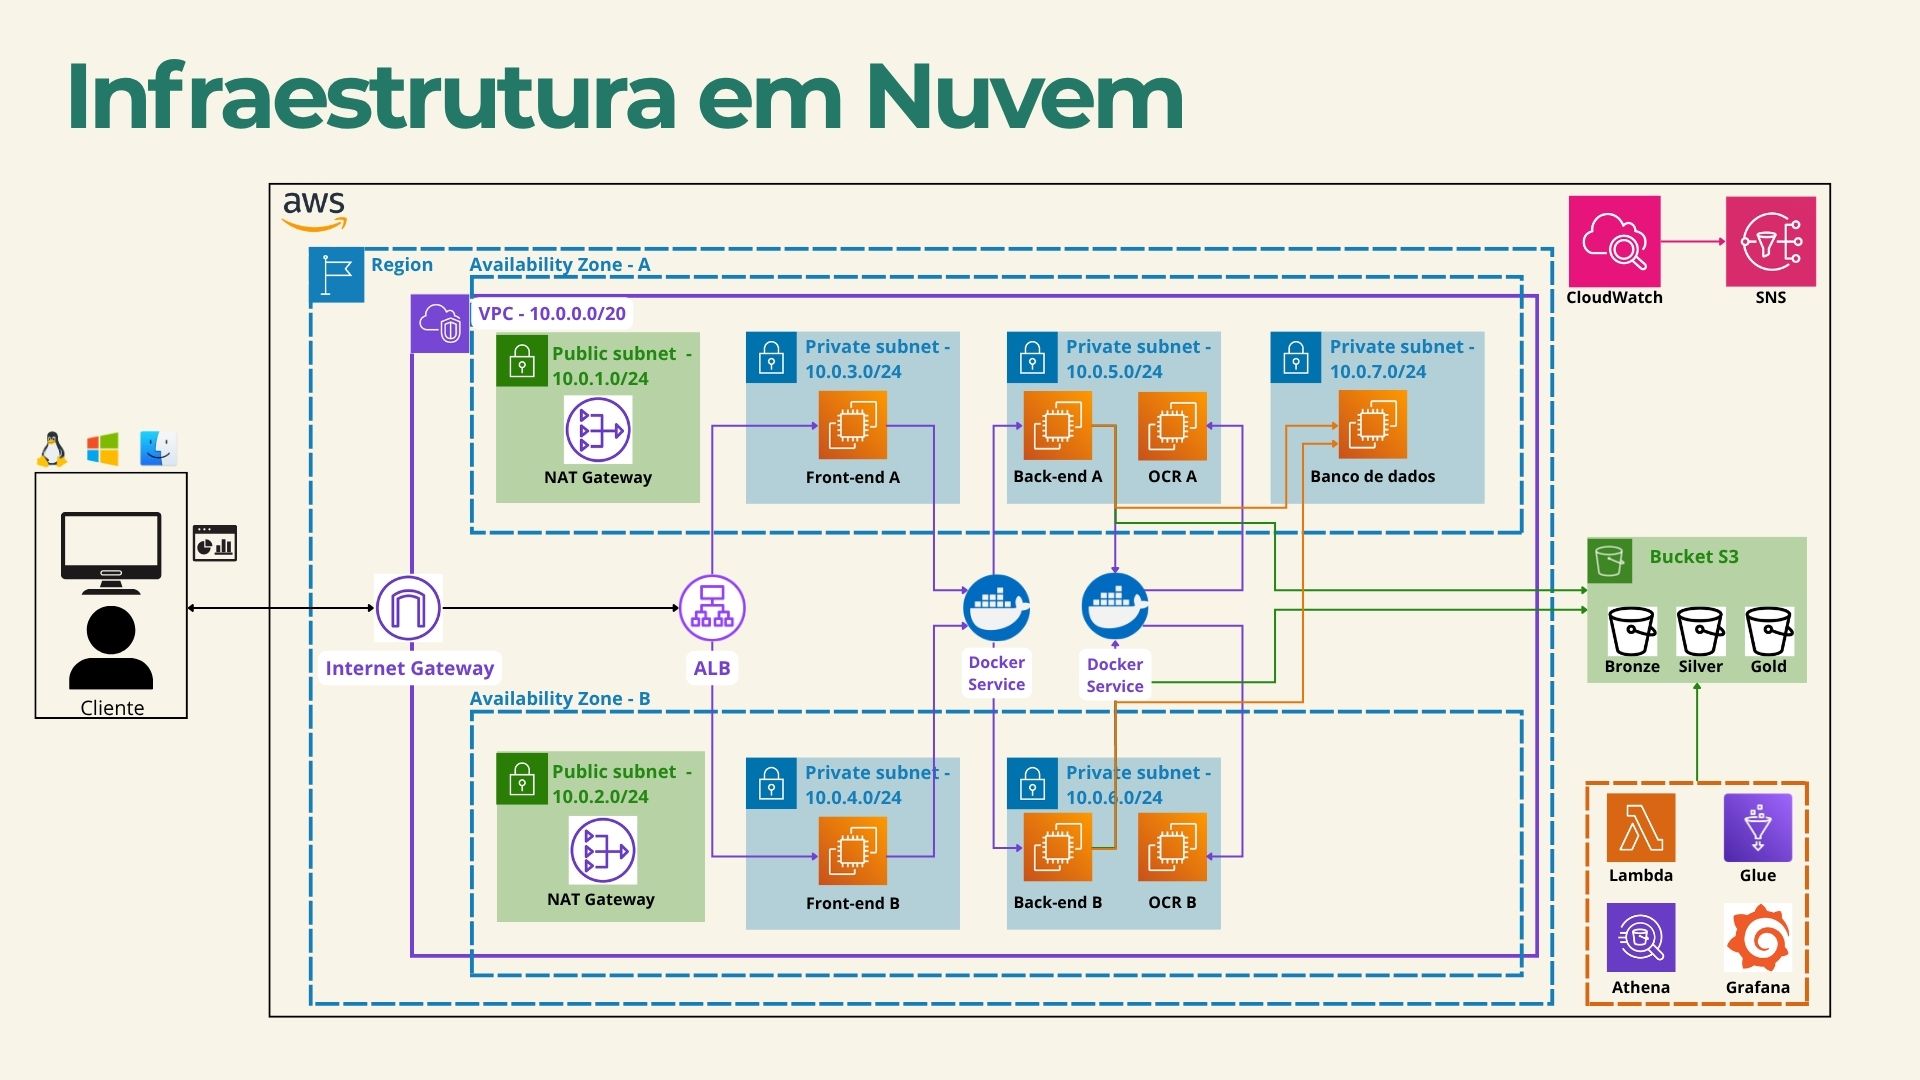 Infraestrutura em Nuvem
aws
CloudWatch
SNS
Region
Availability Zone - A
VPC - 10.0.0.0/20
Public subnet -
10.0.1.0/24
NAT Gateway
Private subnet -
10.0.3.0/24
Front-end A
Private subnet -
10.0.5.0/24
Back-end A
OCR A
Private subnet -
10.0.7.0/24
Banco de dados
Cliente
Internet Gateway
ALB
Docker
Service
Docker
Service
Bucket S3
Bronze
Silver
Gold
Availability Zone - B
Public subnet -
10.0.2.0/24
NAT Gateway
Private subnet -
10.0.4.0/24
Front-end B
Private subnet -
10.0.6.0/24
Back-end B
OCR B
Lambda
Glue
Athena
Grafana